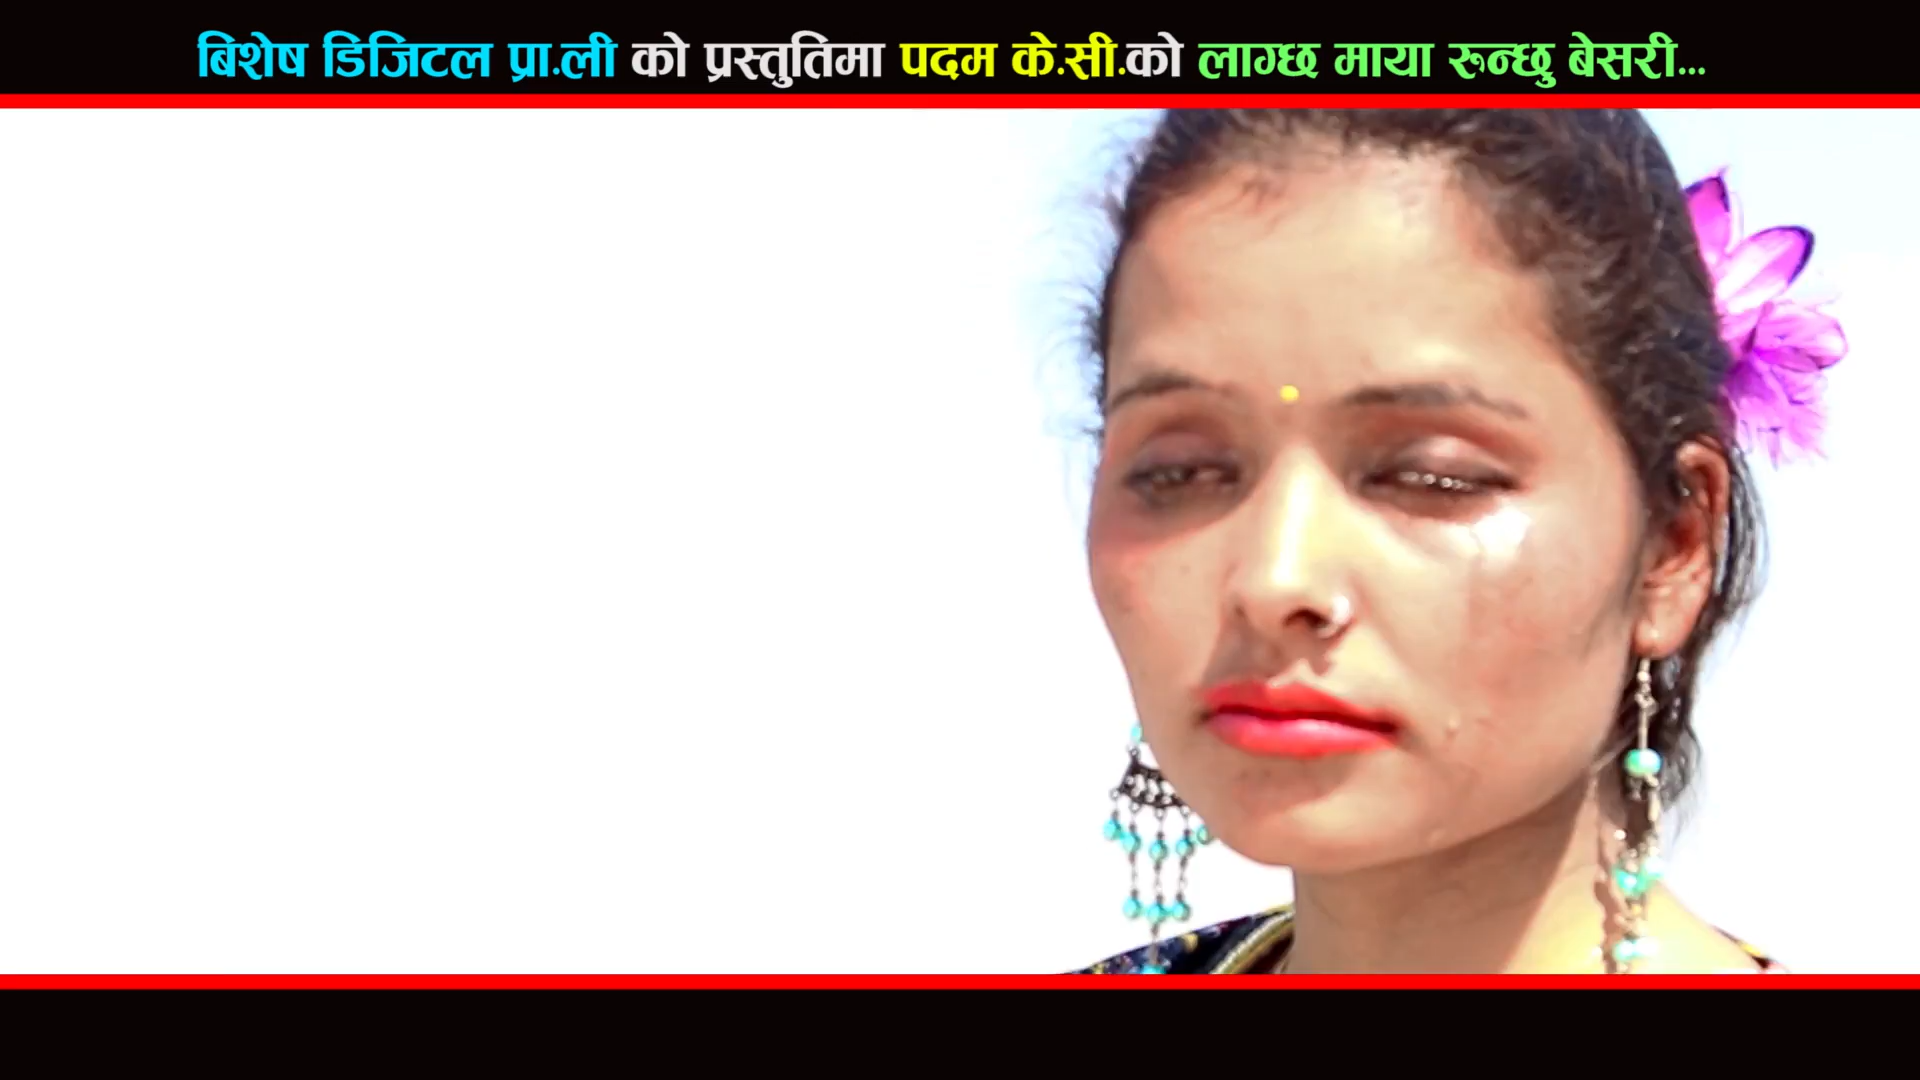 बिशेष डिजिटल प्रा.ली को प्रस्तुतिमा पदम के.सी.को लाग्छ माया रुन्छु बेसरी...